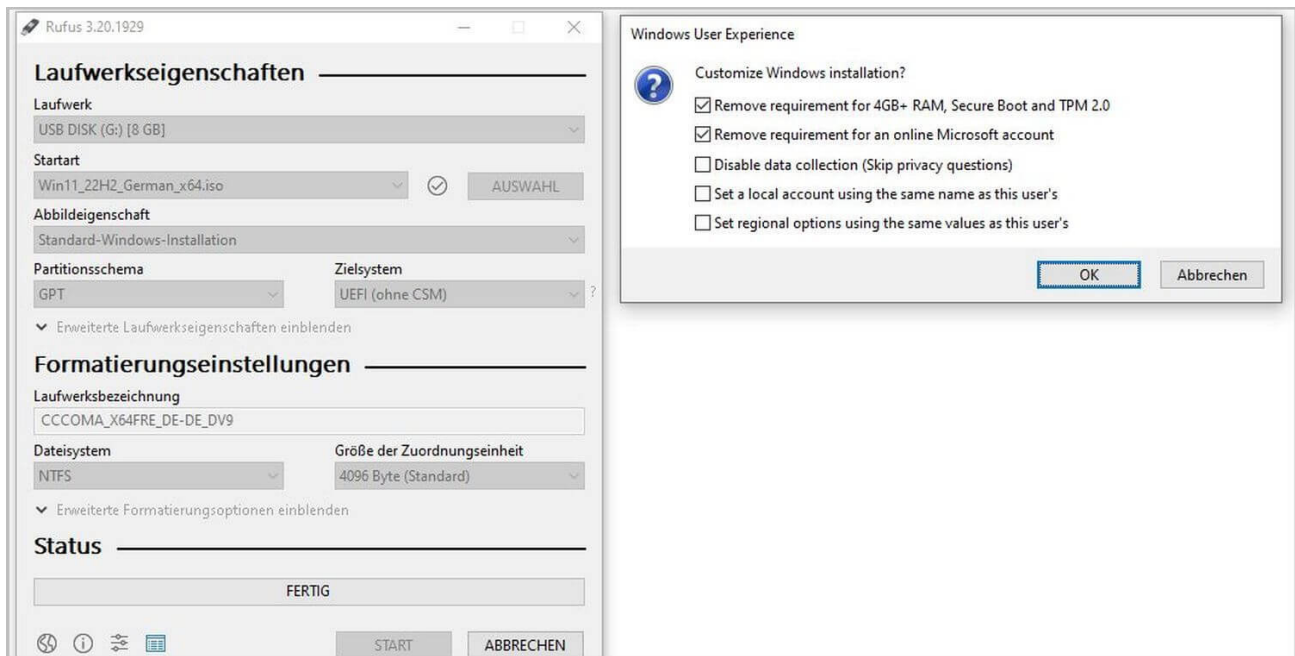 Rufus 3.20.1929
Laufwerkseigenschaften
Laufwerk
USB DISK (G:) [8 GB]
Startart
Win11_22H2_German_x64.iso
AUSWAHL
Abbildeigenschaft
Standard-Windows-Installation
Partitionsschema
Zielsystem
GPT
UEFI (ohne CSM)
?
Erweiterte Laufwerkseigenschaften einblenden
Formatierungseinstellungen
Laufwerksbezeichnung
CCCOMA_X64FRE_DE-DE_DV9
Dateisystem
Größe der Zuordnungseinheit
NTFS
4096 Byte (Standard)
Erweiterte Formatierungsoptionen einblenden
Status
FERTIG
START
ABBRECHEN
Windows User Experience
Customize Windows installation?
Remove requirement for 4GB+ RAM, Secure Boot and TPM 2.0
Remove requirement for an online Microsoft account
Disable data collection (Skip privacy questions)
Set a local account using the same name as this user's
Set regional options using the same values as this user's
OK
Abbrechen